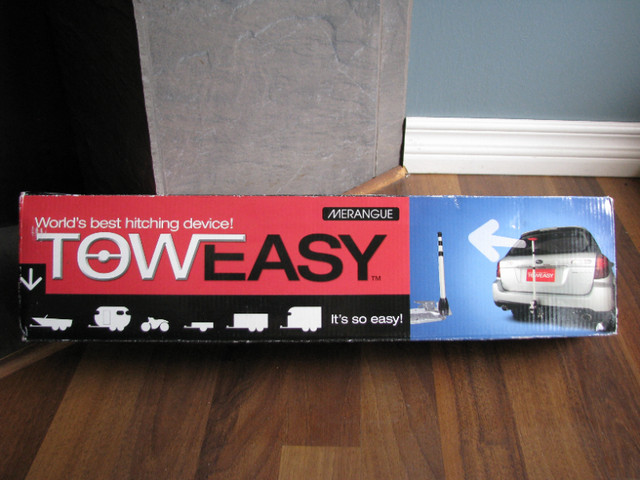 World's best hitching device!
MERANGUE
TOWEASY™
It's so easy!
TOWEASY